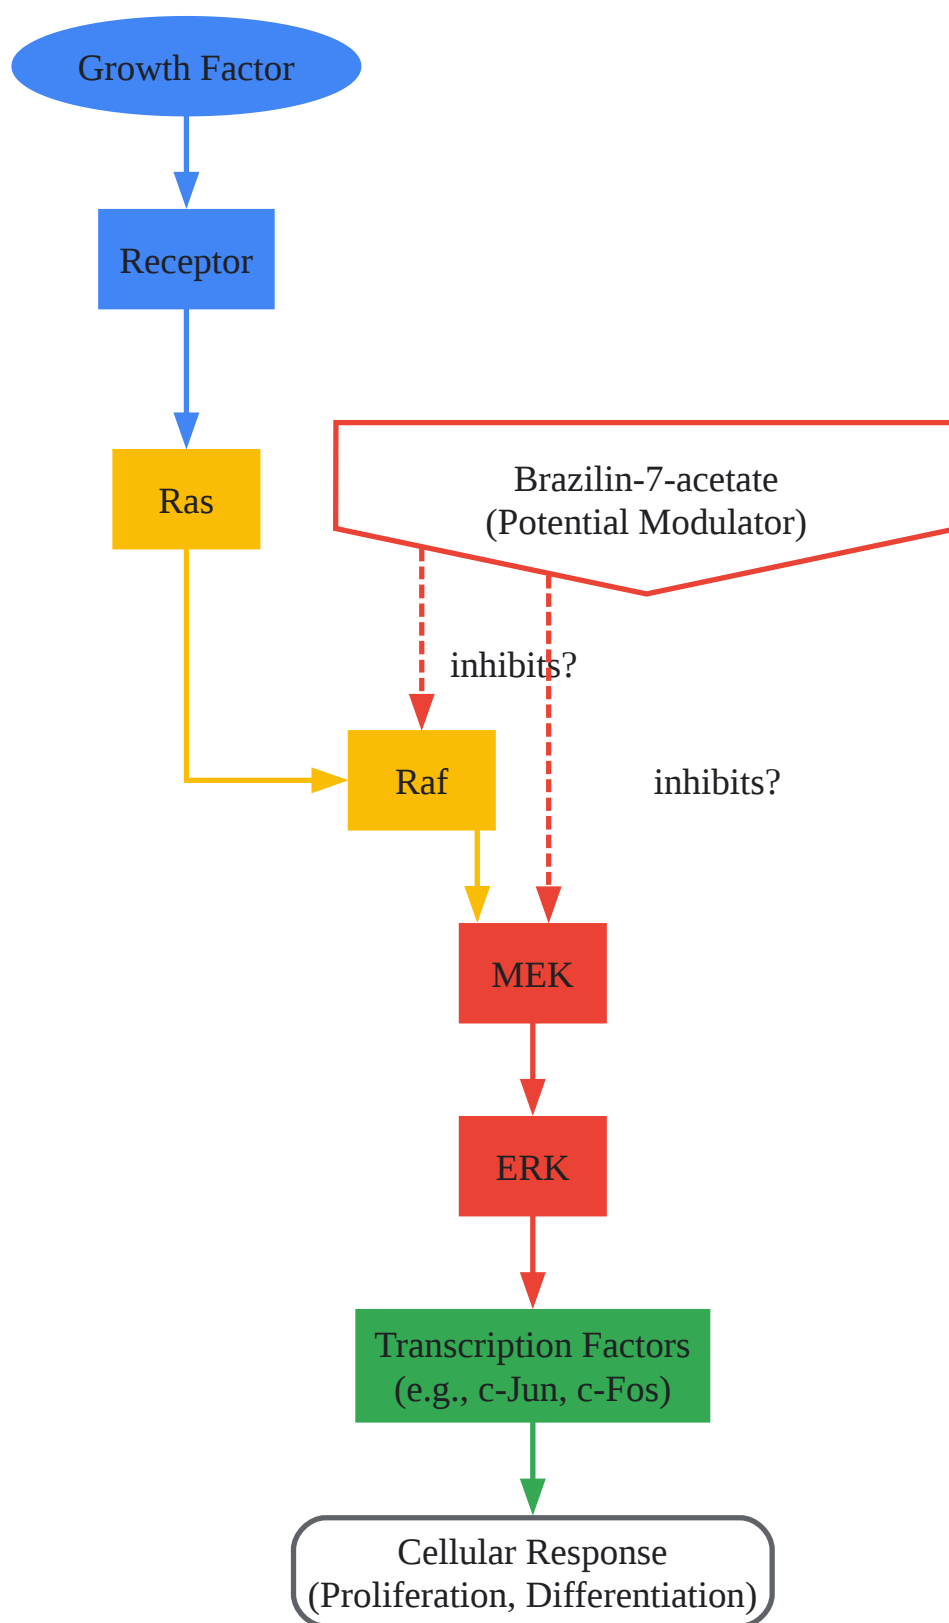 Growth Factor
Receptor
Ras
Brazilin-7-acetate
(Potential Modulator)
inhibits?
Raf
inhibits?
MEK
ERK
Transcription Factors
(e.g., c-Jun, c-Fos)
Cellular Response
(Proliferation, Differentiation)